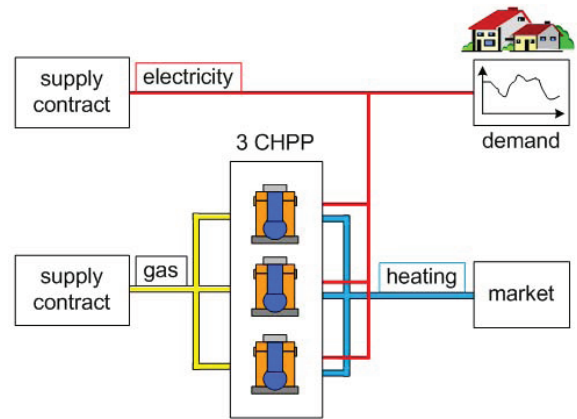 supply
contract
electricity
demand
3 CHPP
supply
contract
gas
heating
market